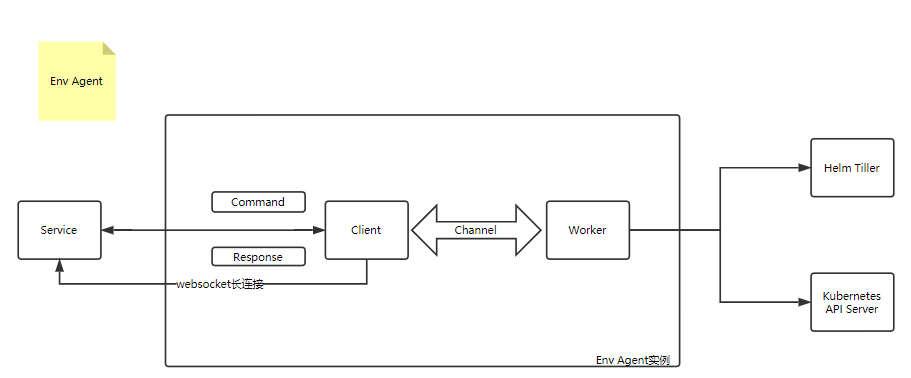 Env Agent
Command
Service
Client
Channel
Worker
Response
websocket长连接
Helm Tiller
Kubernetes
API Server
Env Agent实例